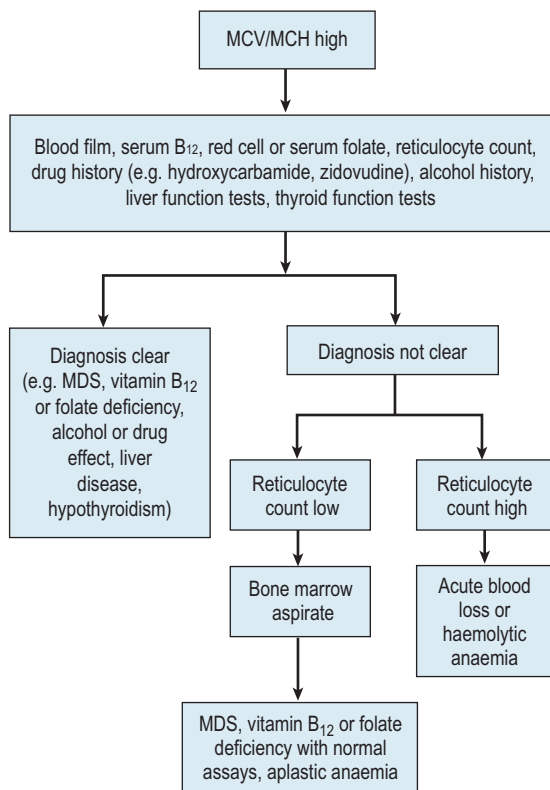 MCV/MCH high
Blood film, serum B12, red cell or serum folate, reticulocyte count,
drug history (e.g. hydroxycarbamide, zidovudine), alcohol history,
liver function tests, thyroid function tests
Diagnosis clear
(e.g. MDS, vitamin B12
or folate deficiency,
alcohol or drug
effect, liver
disease,
hypothyroidism)
Diagnosis not clear
Reticulocyte
count low
Reticulocyte
count high
Bone marrow
aspirate
Acute blood
loss or
haemolytic
anaemia
MDS, vitamin B12 or folate
deficiency with normal
assays, aplastic anaemia